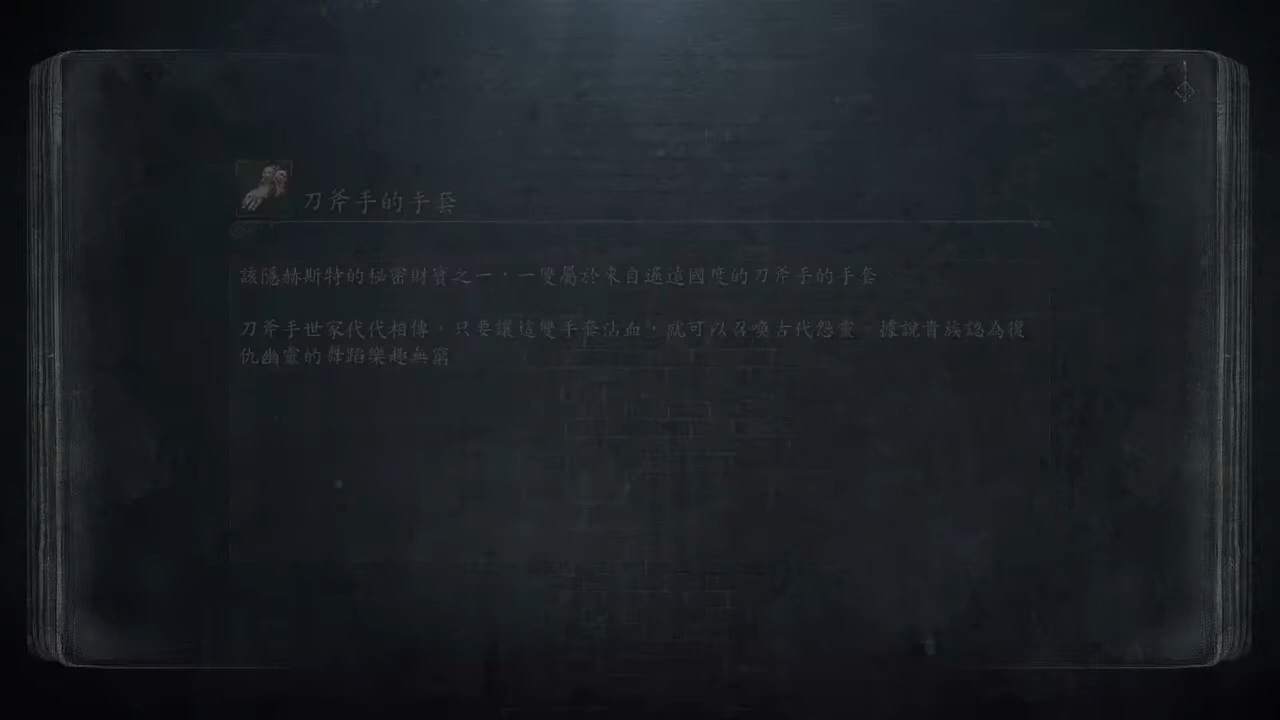 刀斧手的手套
該隱赫斯特的秘密財寶之一，一雙屬於來自遙遠國度的刀斧手的手套
刀斧手世家代代相傳，只要讓這雙手套沾血，就可以召喚古代怨靈。據說貴族認為復
仇幽靈的舞蹈樂趣無窮